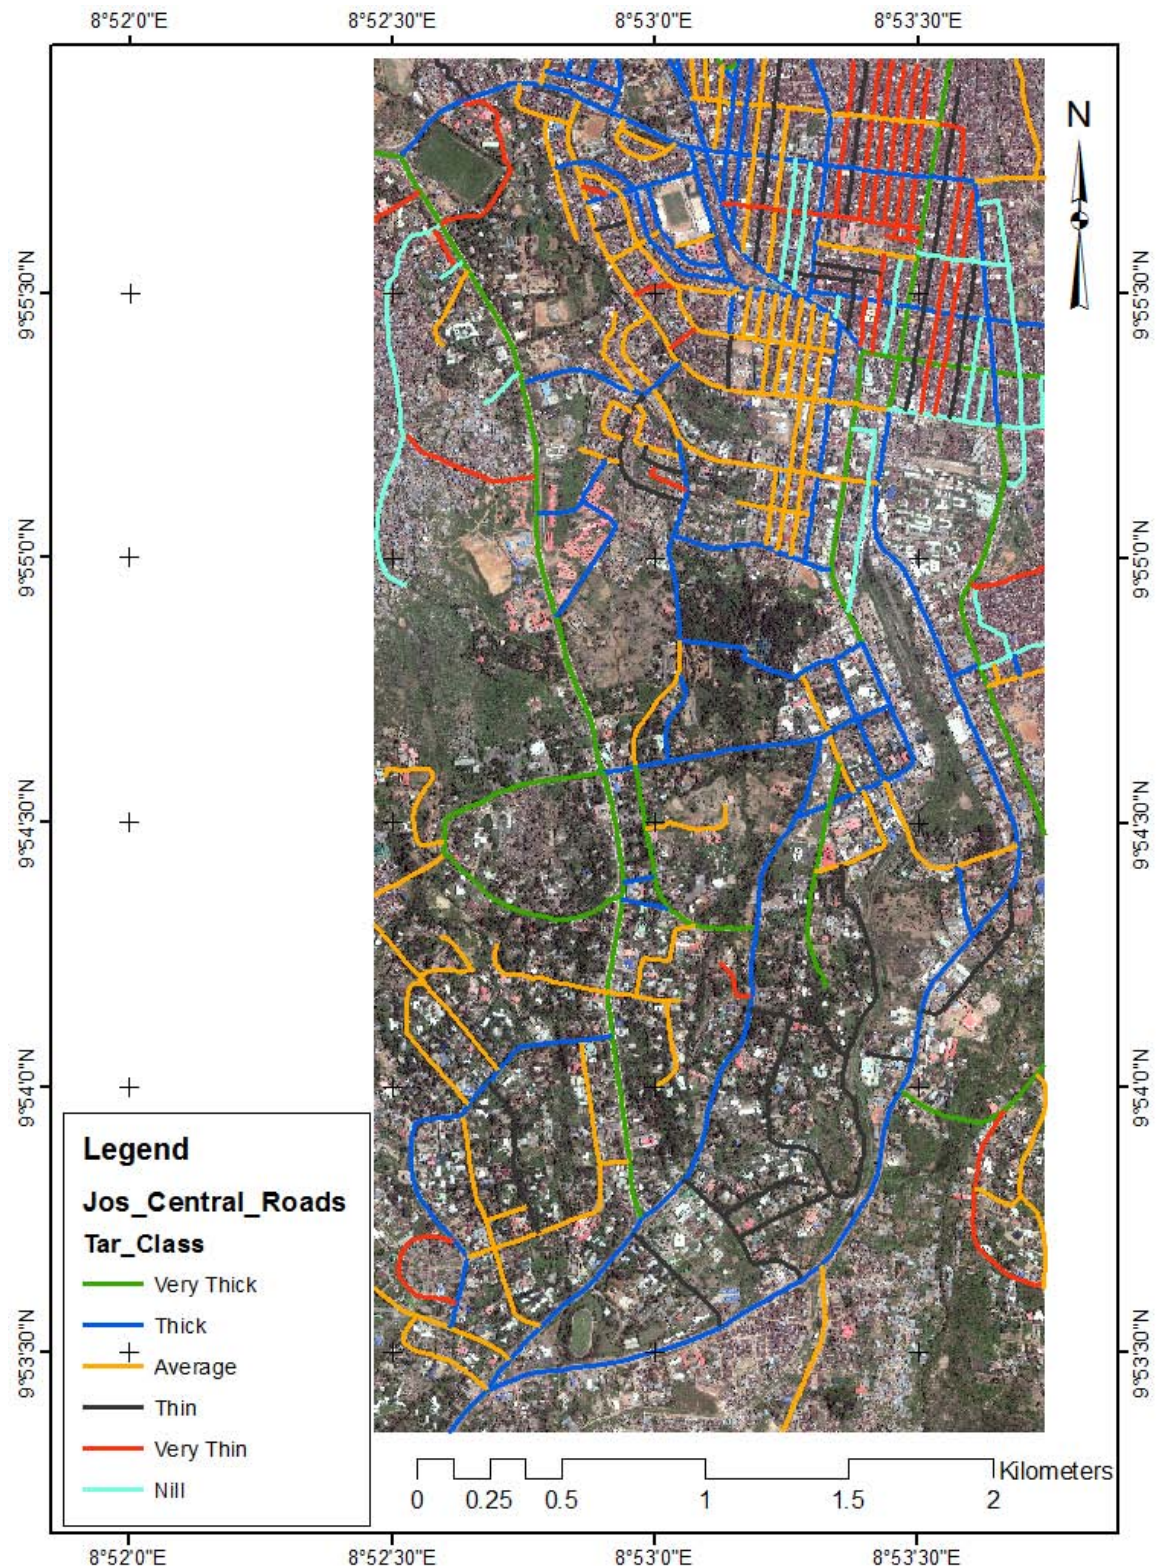 8°52'0"E 8°52'30"E 8°53'0"E 8°53'30"E
N
9°55'30"N 9°55'30"N
9°55'0"N 9°55'0"N
9°54'30"N 9°54'30"N
9°54'0"N 9°54'0"N
9°53'30"N 9°53'30"N
Legend
Jos_Central_Roads
Tar_Class
Very Thick
Thick
Average
Thin
Very Thin
Nill
Kilometers
0 0.25 0.5 1 1.5 2
8°52'0"E 8°52'30"E 8°53'0"E 8°53'30"E